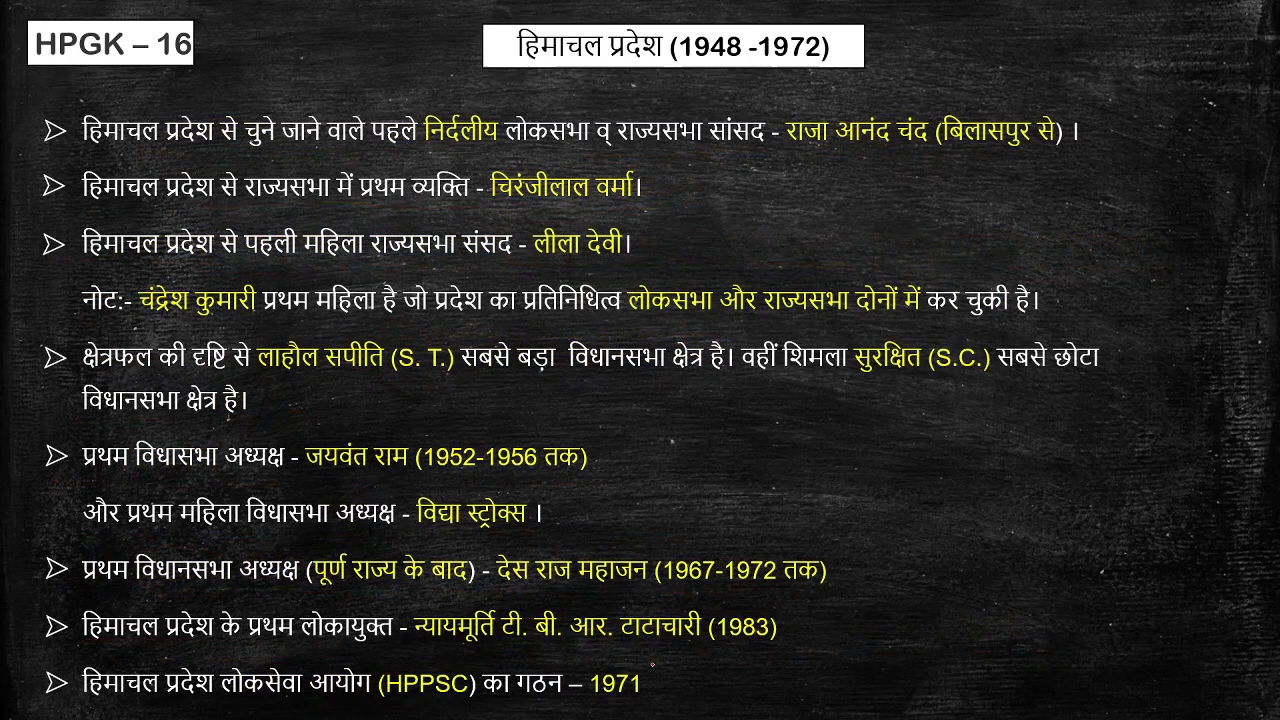 HPGK – 16
हिमाचल प्रदेश (1948 -1972)
हिमाचल प्रदेश से चुने जाने वाले पहले निर्दलीय लोकसभा व् राज्यसभा सांसद - राजा आनंद चंद (बिलासपुर से) ।
हिमाचल प्रदेश से राज्यसभा में प्रथम व्यक्ति - चिरंजीलाल वर्मा।
हिमाचल प्रदेश से पहली महिला राज्यसभा संसद - लीला देवी।
नोट:- चंद्रेश कुमारी प्रथम महिला है जो प्रदेश का प्रतिनिधित्व लोकसभा और राज्यसभा दोनों में कर चुकी है।
क्षेत्रफल की दृष्टि से लाहौल सपीति (S. T.) सबसे बड़ा विधानसभा क्षेत्र है। वहीं शिमला सुरक्षित (S.C.) सबसे छोटा
विधानसभा क्षेत्र है।
प्रथम विधासभा अध्यक्ष - जयवंत राम (1952-1956 तक)
और प्रथम महिला विधासभा अध्यक्ष - विद्या स्ट्रोक्स ।
प्रथम विधानसभा अध्यक्ष (पूर्ण राज्य के बाद) - देस राज महाजन (1967-1972 तक)
हिमाचल प्रदेश के प्रथम लोकायुक्त - न्यायमूर्ति टी. बी. आर. टाटाचारी (1983)
हिमाचल प्रदेश लोकसेवा आयोग (HPPSC) का गठन – 1971